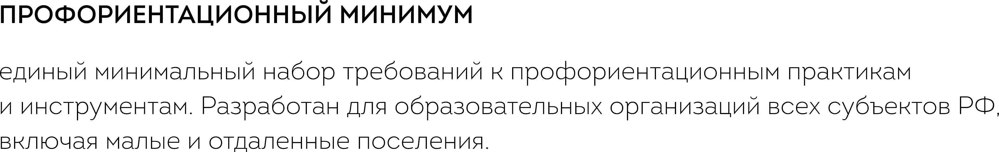 ПРОФОРИЕНТАЦИОННЫЙ МИНИМУМ
единый минимальный набор требований к профориентационным практикам
и инструментам. Разработан для образовательных организаций всех субъектов РФ,
включая малые и отдаленные поселения.